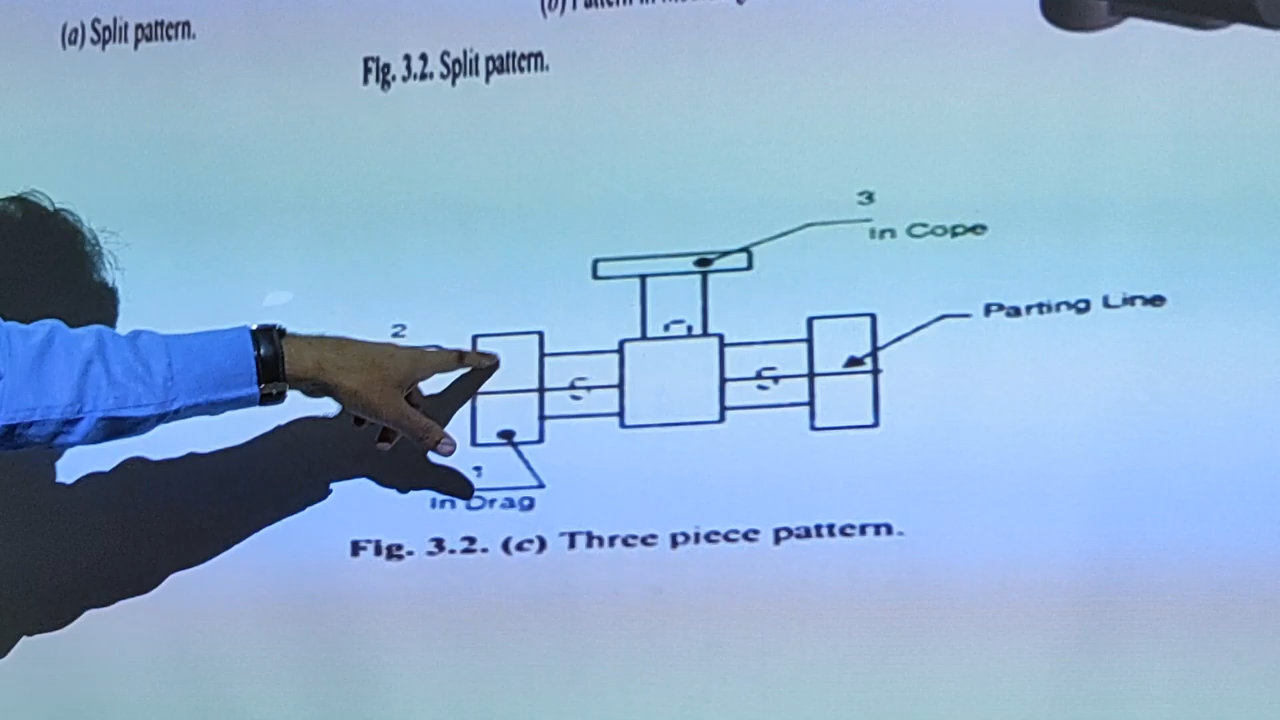 (a) Split pattern.
Fig. 3.2. Split pattern.
3
In Cope
Parting Line
2
1
In Drag
Fig. 3.2. (c) Three piece pattern.